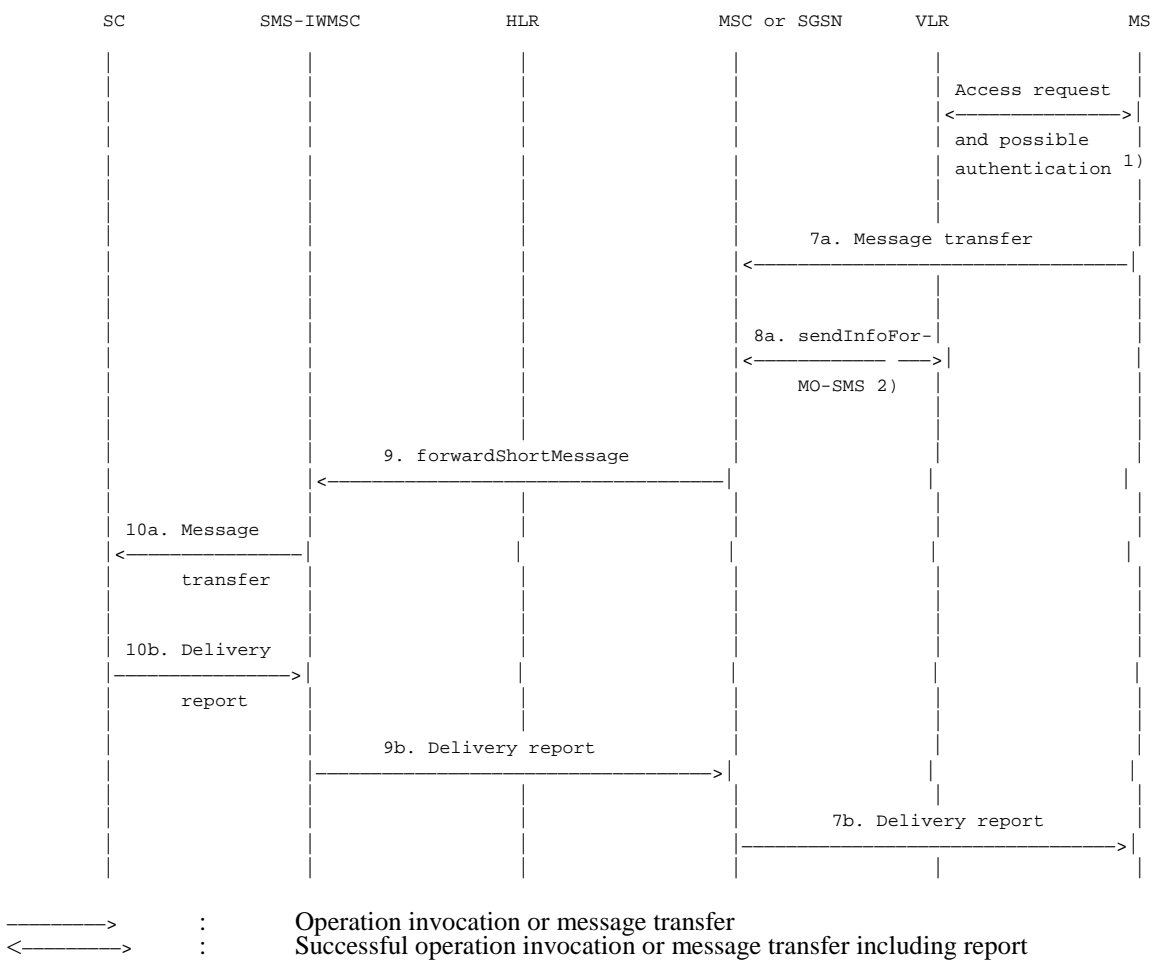 SC SMS-IWMSC HLR MSC or SGSN VLR MS
Access request
and possible
authentication 1)
7a. Message transfer
8a. sendInfoFor-
MO-SMS 2)
9. forwardShortMessage
10a. Message
transfer
10b. Delivery
report
9b. Delivery report
7b. Delivery report
: Operation invocation or message transfer
: Successful operation invocation or message transfer including report